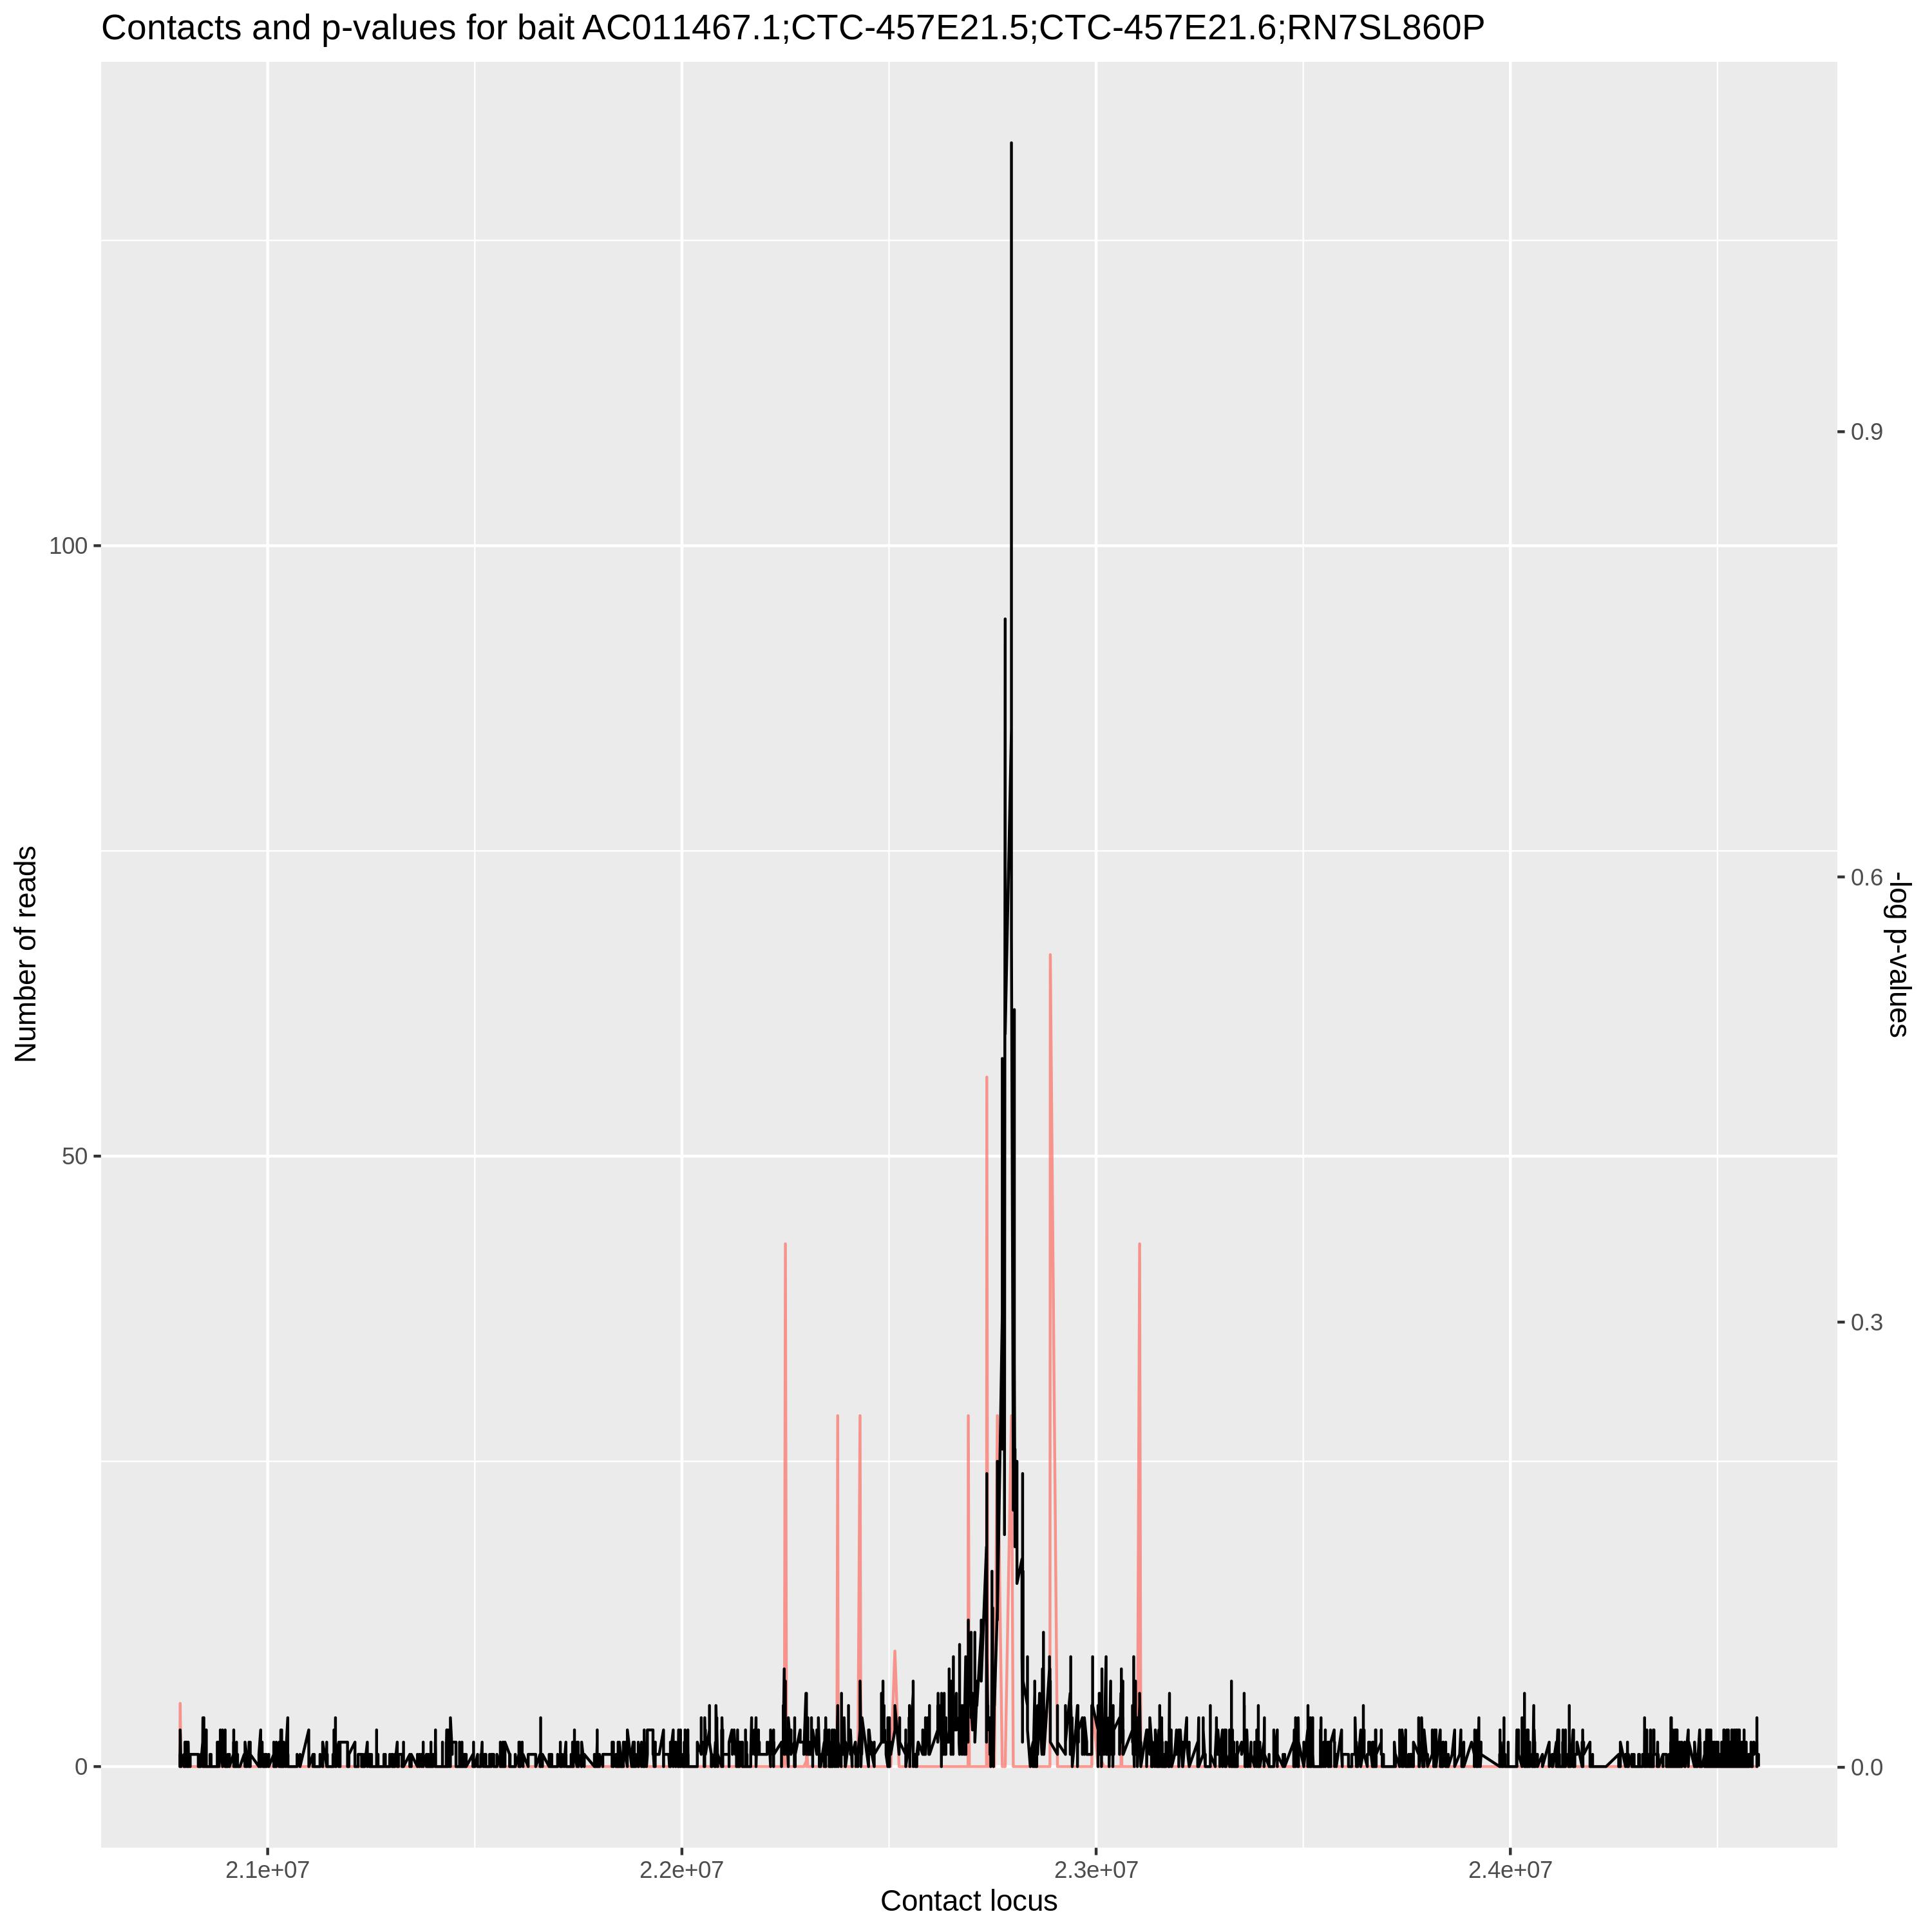 Contacts and p-values for bait AC011467.1;CTC-457E21.5;CTC-457E21.6;RN7SL860P
Number of reads
100
50
0
0.9
0.6
0.3
0.0
-log p-values
2.1e+07
2.2e+07
2.3e+07
2.4e+07
Contact locus